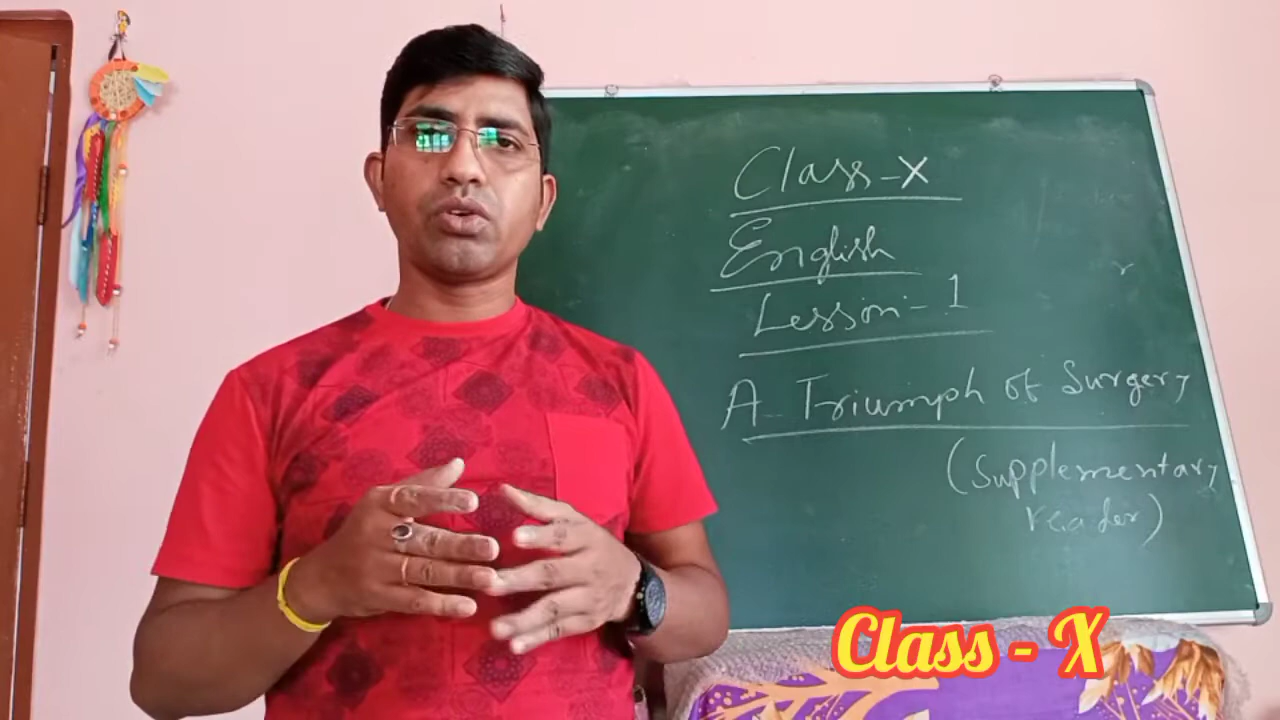 Class-X
English
Lesson:- 1
A Triumph of Surgery
(Supplementary
reader)
Class - X